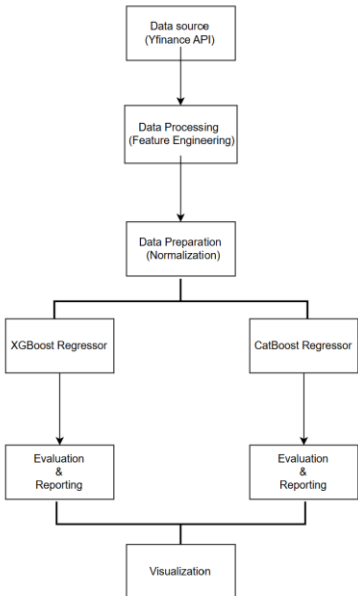 Data source
(Yfinance API)
Data Processing
(Feature Engineering)
Data Preparation
(Normalization)
XGBoost Regressor
CatBoost Regressor
Evaluation
&
Reporting
Evaluation
&
Reporting
Visualization